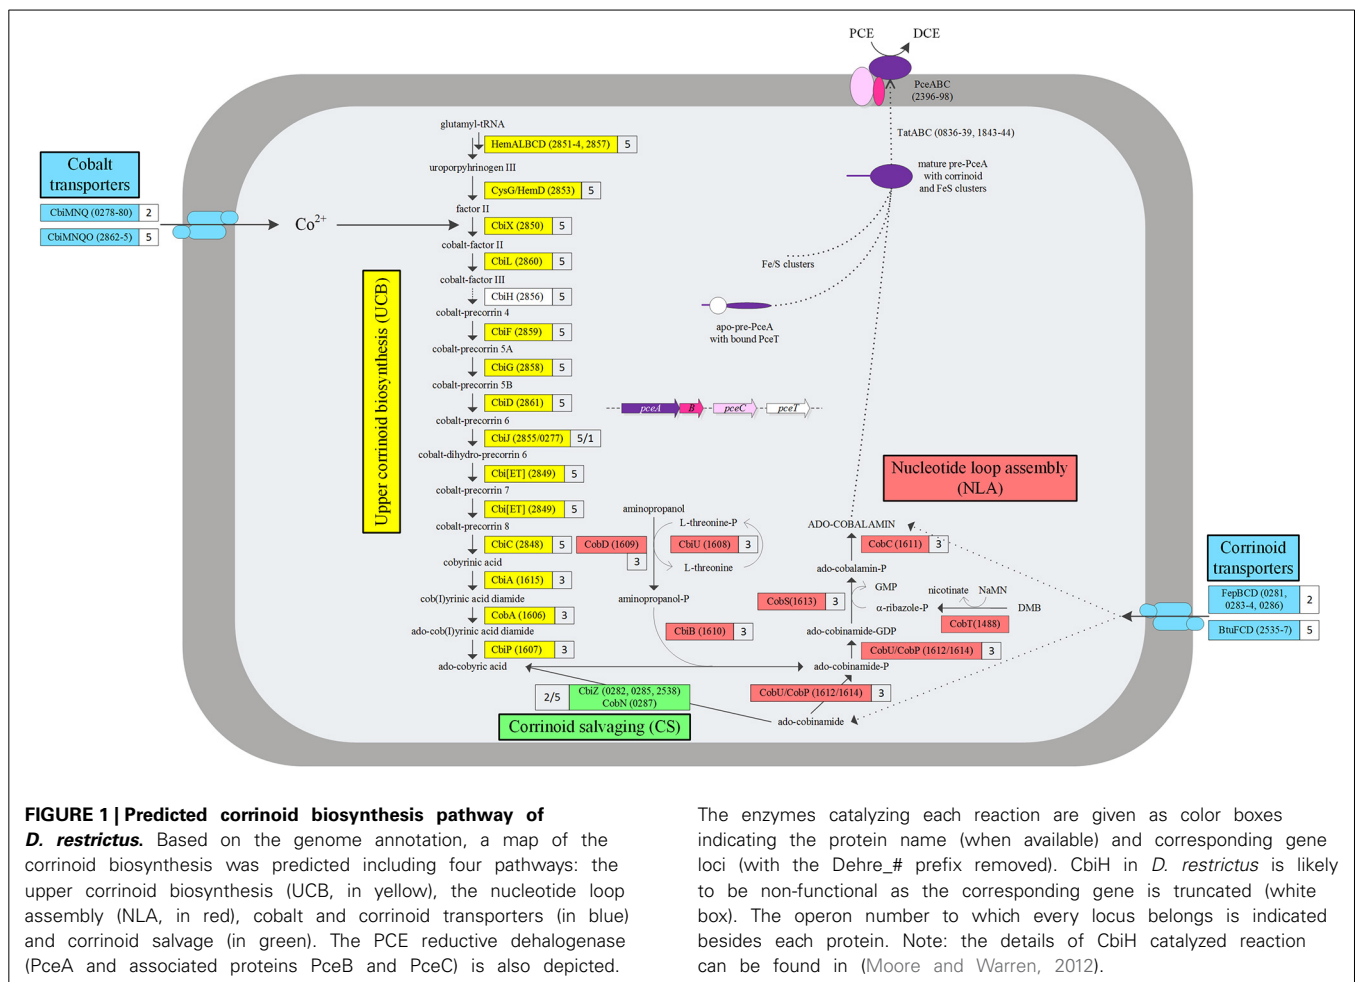 PCE
DCE
PceABC
(2396-98)
TatABC (0836-39, 1843-44)
mature pre-PceA
with corrinoid
and FeS clusters
Fe/S clusters
apo-pre-PceA
with bound PceT
pceA
B
pceC
pceT
Cobalt
transporters
CbiMNQ (0278-80) 2
CbiMNQO (2862-5) 5
Co2+
Upper corrinoid biosynthesis (UCB)
glutamyl-tRNA
HemALBCD (2851-4, 2857) 5
uroporpyhrinogen III
CysG/HemD (2853) 5
factor II
CbiX (2850) 5
cobalt-factor II
CbiL (2860) 5
cobalt-factor III
CbiH (2856) 5
cobalt-precorrin 4
CbiF (2859) 5
cobalt-precorrin 5A
CbiG (2858) 5
cobalt-precorrin 5B
CbiD (2861) 5
cobalt-precorrin 6
CbiJ (2855/0277) 5/1
cobalt-dihydro-precorrin 6
Cbi[ET] (2849) 5
cobalt-precorrin 7
Cbi[ET] (2849) 5
cobalt-precorrin 8
CbiC (2848) 5
cobyrinic acid
CbiA (1615) 3
cob(I)yrinic acid diamide
CobA (1606) 3
ado-cob(I)yrinic acid diamide
CbiP (1607) 3
ado-cobyric acid
aminopropanol
CobD (1609)
3
L-threonine-P
CbiU (1608) 3
L-threonine
aminopropanol-P
CbiB (1610) 3
Nucleotide loop assembly
(NLA)
ADO-COBALAMIN
CobC (1611) 3
ado-cobalamin-P
GMP
CobS(1613) 3
α-ribazole-P
nicotinate
NaMN
DMB
CobT(1488)
ado-cobinamide-GDP
CobU/CobP (1612/1614) 3
ado-cobinamide-P
CobU/CobP (1612/1614) 3
ado-cobinamide
2/5
CbiZ (0282, 0285, 2538)
CobN (0287)
Corrinoid salvaging (CS)
Corrinoid
transporters
FepBCD (0281,
0283-4, 0286) 2
BtuFCD (2535-7) 5
FIGURE 1 | Predicted corrinoid biosynthesis pathway of
D. restrictus. Based on the genome annotation, a map of the
corrinoid biosynthesis was predicted including four pathways: the
upper corrinoid biosynthesis (UCB, in yellow), the nucleotide loop
assembly (NLA, in red), cobalt and corrinoid transporters (in blue)
and corrinoid salvage (in green). The PCE reductive dehalogenase
(PceA and associated proteins PceB and PceC) is also depicted.
The enzymes catalyzing each reaction are given as color boxes
indicating the protein name (when available) and corresponding gene
loci (with the Dehre_# prefix removed). CbiH in D. restrictus is likely
to be non-functional as the corresponding gene is truncated (white
box). The operon number to which every locus belongs is indicated
besides each protein. Note: the details of CbiH catalyzed reaction
can be found in (Moore and Warren, 2012).